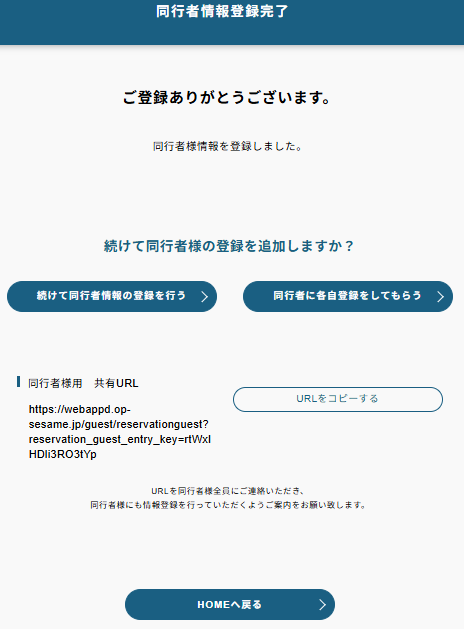 同行者情報登録完了
ご登録ありがとうございます。
同行者様情報を登録しました。
続けて同行者様の登録を追加しますか？
続けて同行者情報の登録を行う
同行者に各自登録をしてもらう
同行者様用　共有URL
URLをコピーする
https://webappd.op-
sesame.jp/guest/reservationguest?
reservation_guest_entry_key=rtWxI
HDIi3RO3tYp
URLを同行者様全員にご連絡いただき、
同行者様にも情報登録を行っていただくようご案内をお願い致します。
HOMEへ戻る